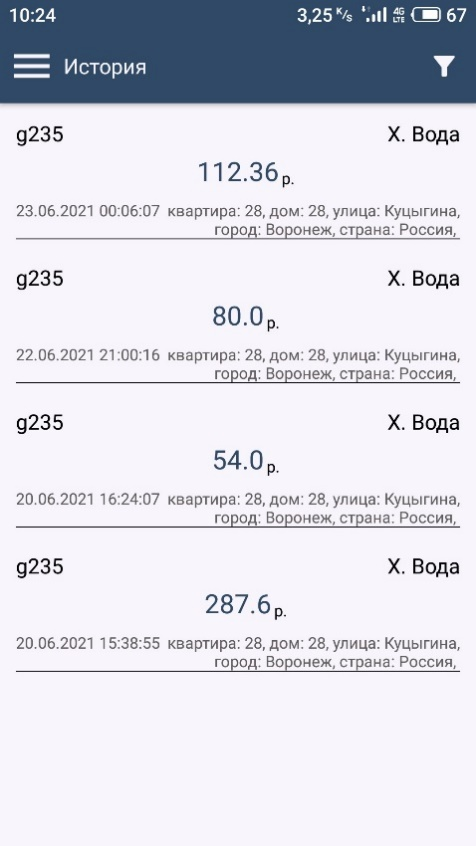 10:24 3,25 К/s 4G LTE 67
История
g235 Х. Вода
112.36 р.
23.06.2021 00:06:07 квартира: 28, дом: 28, улица: Куцыгина,
город: Воронеж, страна: Россия,
g235 Х. Вода
80.0 р.
22.06.2021 21:00:16 квартира: 28, дом: 28, улица: Куцыгина,
город: Воронеж, страна: Россия,
g235 Х. Вода
54.0 р.
20.06.2021 16:24:07 квартира: 28, дом: 28, улица: Куцыгина,
город: Воронеж, страна: Россия,
g235 Х. Вода
287.6 р.
20.06.2021 15:38:55 квартира: 28, дом: 28, улица: Куцыгина,
город: Воронеж, страна: Россия,